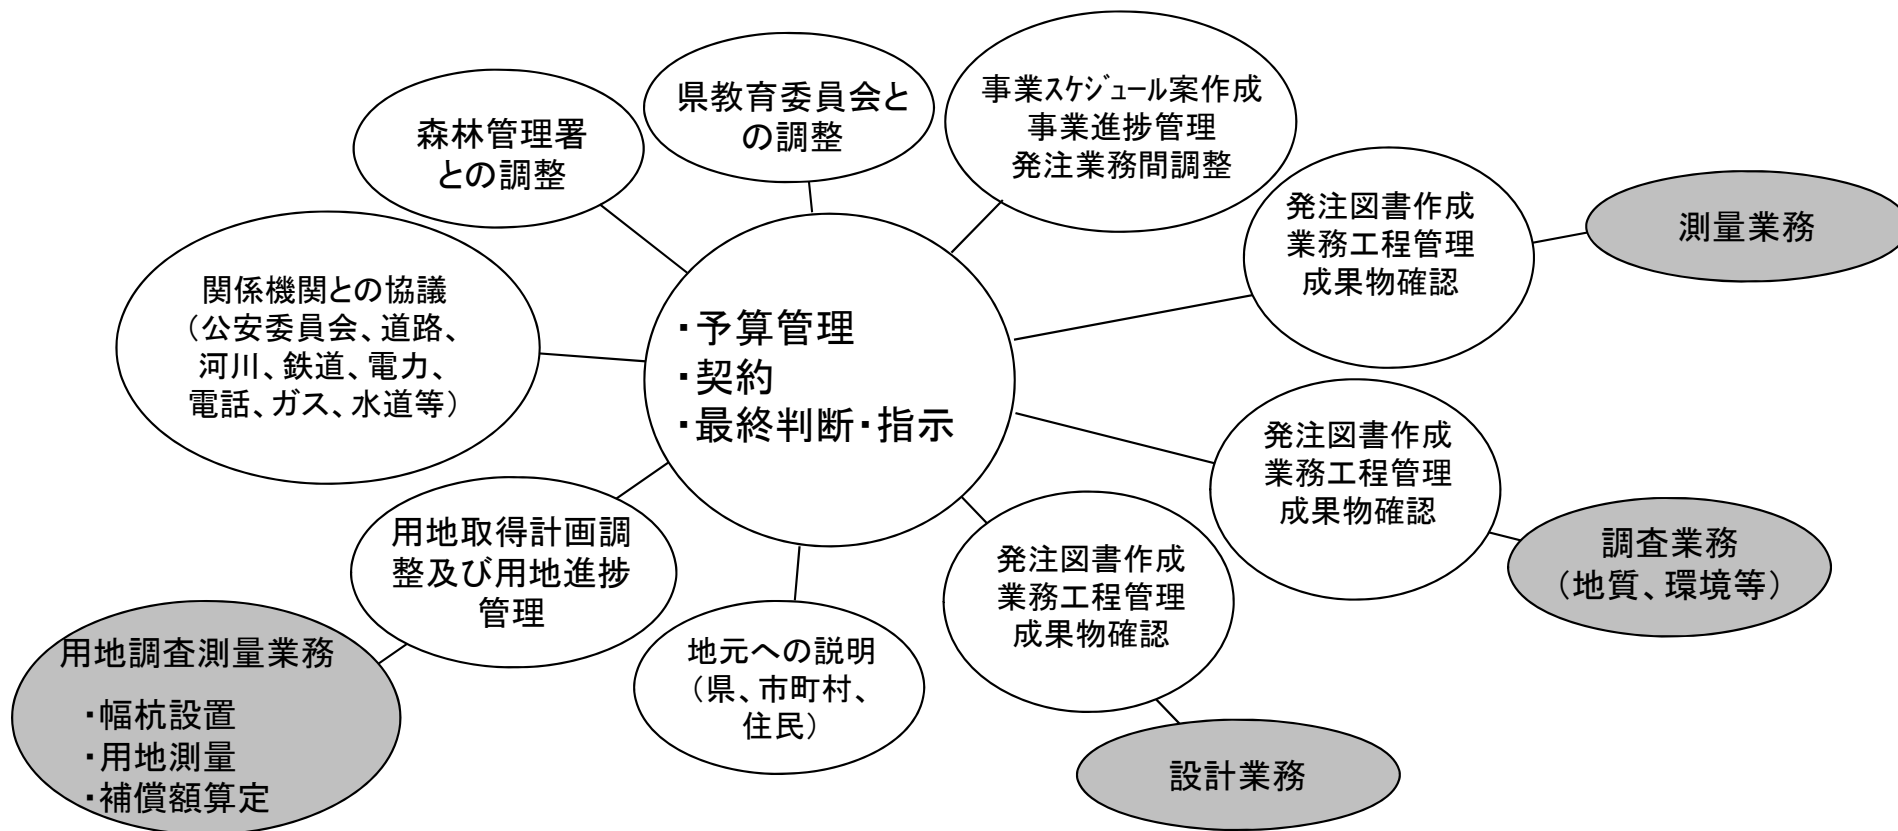 県教育委員会と
の調整
事業スケジュール案作成
事業進捗管理
発注業務間調整
森林管理署
との調整
発注図書作成
業務工程管理
成果物確認
測量業務
関係機関との協議
（公安委員会、道路、
河川、鉄道、電力、
電話、ガス、水道等）
・予算管理
・契約
・最終判断・指示
発注図書作成
業務工程管理
成果物確認
調査業務
（地質、環境等）
用地取得計画調
整及び用地進捗
管理
発注図書作成
業務工程管理
成果物確認
地元への説明
（県、市町村、
住民）
用地調査測量業務
・幅杭設置
・用地測量
・補償額算定
設計業務